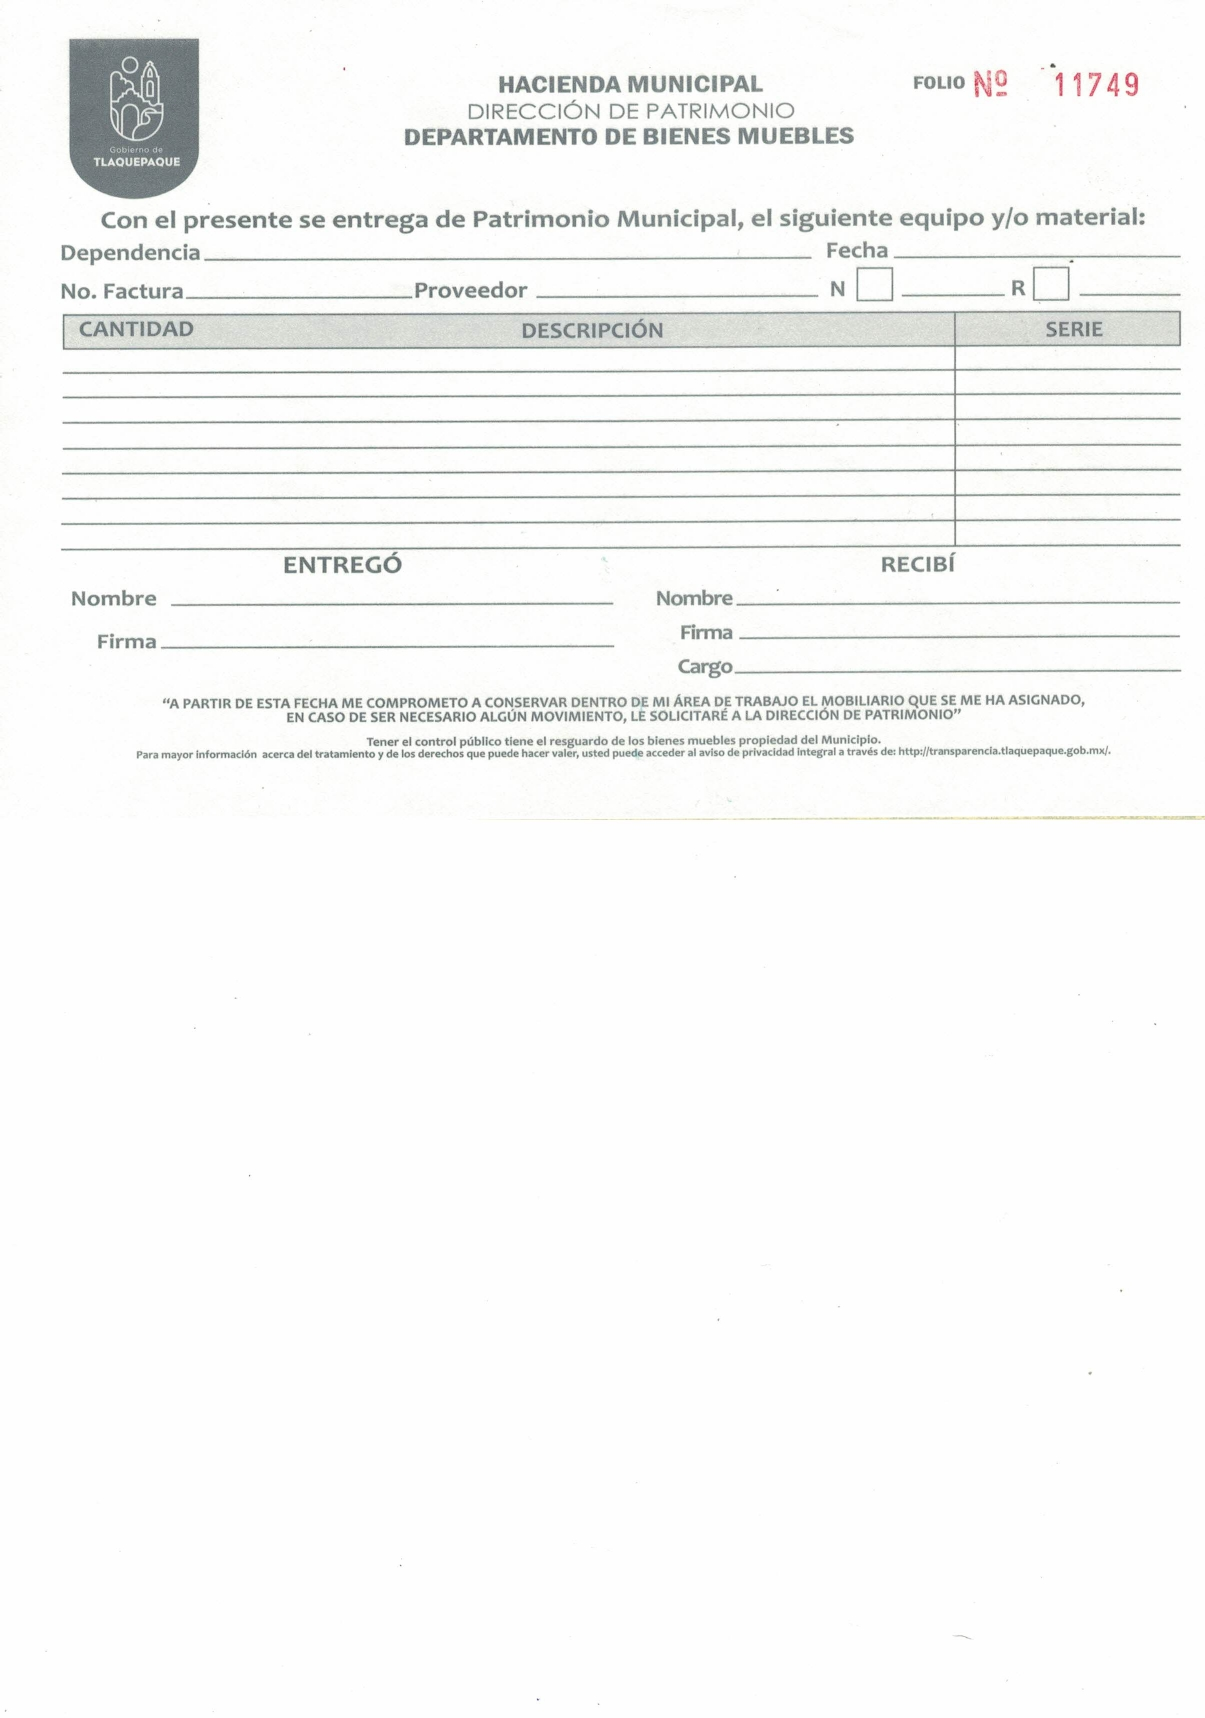 Gobierno de
TLAQUEPAQUE
HACIENDA MUNICIPAL
DIRECCIÓN DE PATRIMONIO
DEPARTAMENTO DE BIENES MUEBLES
FOLIO Nº 11749
Con el presente se entrega de Patrimonio Municipal, el siguiente equipo y/o material:
Dependencia Fecha
No. Factura Proveedor N R
CANTIDAD DESCRIPCIÓN SERIE
ENTREGÓ RECIBÍ
Nombre Nombre
Firma Firma
Cargo
“A PARTIR DE ESTA FECHA ME COMPROMETO A CONSERVAR DENTRO DE MI ÁREA DE TRABAJO EL MOBILIARIO QUE SE ME HA ASIGNADO,
EN CASO DE SER NECESARIO ALGÚN MOVIMIENTO, LE SOLICITARÉ A LA DIRECCIÓN DE PATRIMONIO”
Tener el control público tiene el resguardo de los bienes muebles propiedad del Municipio.
Para mayor información acerca del tratamiento y de los derechos que puede hacer valer, usted puede acceder al aviso de privacidad integral a través de: http://transparencia.tlaquepaque.gob.mx/.